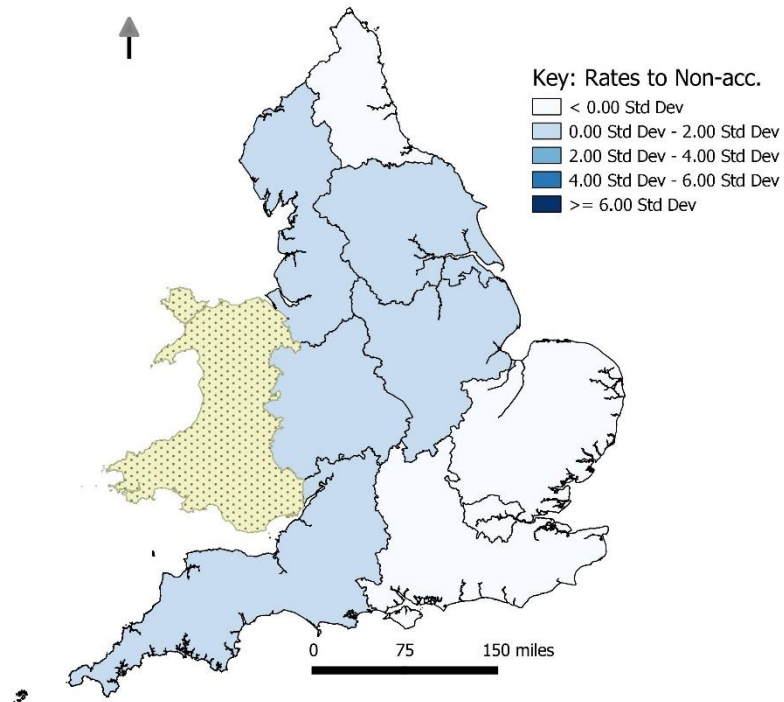 Key: Rates to Non-acc.
< 0.00 Std Dev
0.00 Std Dev - 2.00 Std Dev
2.00 Std Dev - 4.00 Std Dev
4.00 Std Dev - 6.00 Std Dev
>= 6.00 Std Dev
0 75 150 miles